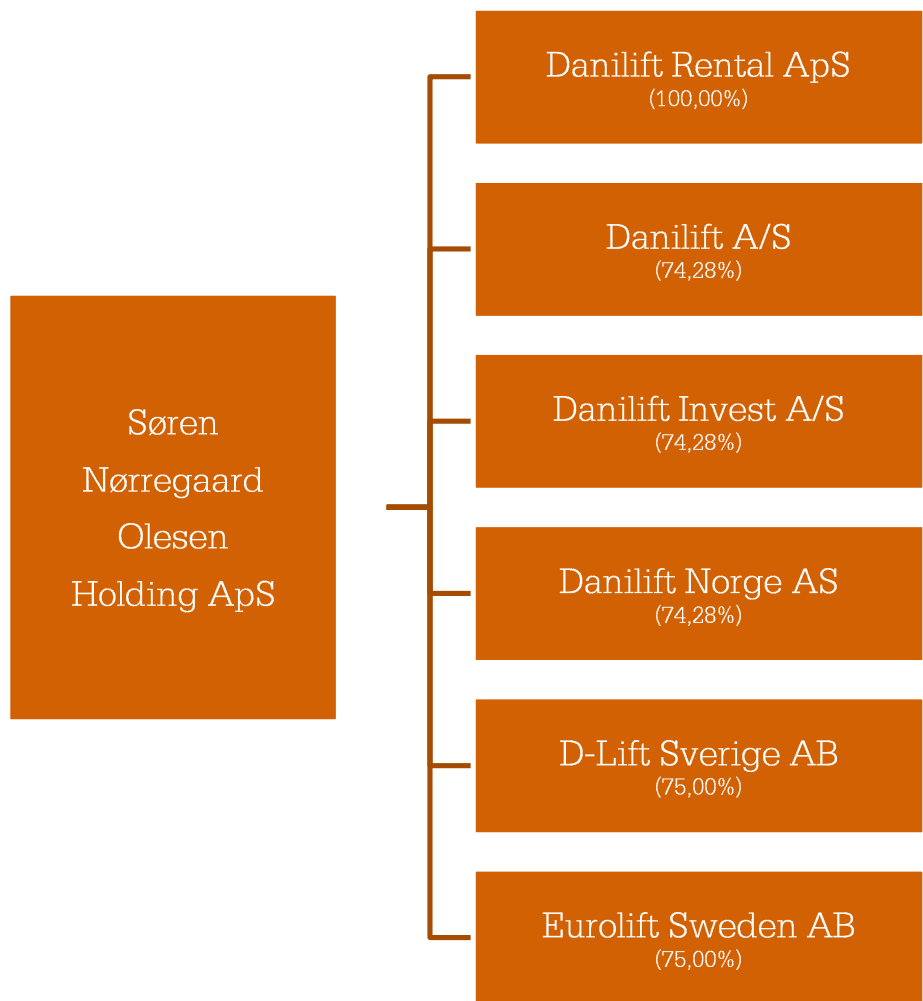 Søren
Nørregaard
Olesen
Holding ApS
Danilift Rental ApS
(100,00%)
Danilift A/S
(74,28%)
Danilift Invest A/S
(74,28%)
Danilift Norge AS
(74,28%)
D-Lift Sverige AB
(75,00%)
Eurolift Sweden AB
(75,00%)